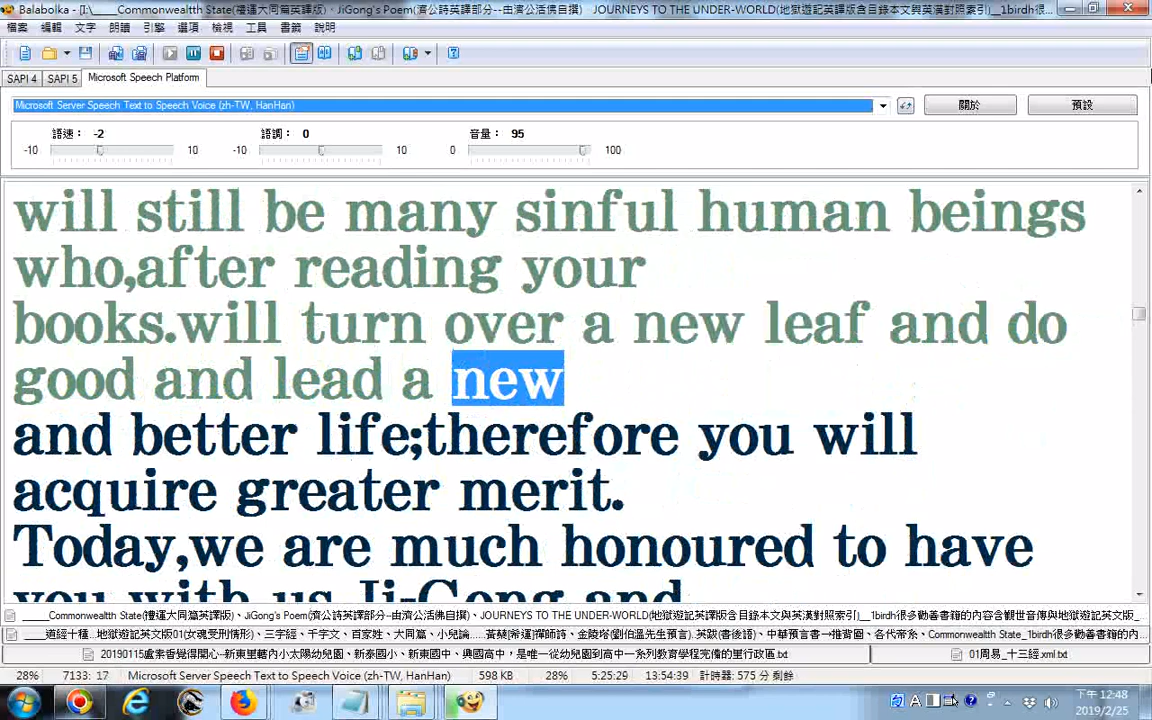 Balabolka - [I:\_____Commonwealtth State(禮運大同篇英譯版)、JiGong's Poem(濟公詩英譯部分--由濟公活佛自撰)、JOURNEYS TO THE UNDER-WORLD(地獄遊記英譯版含目錄本文與英漢對照索引)__1birdh很...
檔案 編輯 文字 朗讀 引擎 選項 檢視 工具 書籤 說明
SAPI 4 SAPI 5 Microsoft Speech Platform
Microsoft Server Speech Text to Speech Voice (zh-TW, HanHan) 關於 預設
語速： -2 語調： 0 音量： 95
-10 10 -10 10 0 100
will still be many sinful human beings
who,after reading your
books.will turn over a new leaf and do
good and lead a new
and better life;therefore you will
acquire greater merit.
Today,we are much honoured to have
you with us Ji-Gong and
_____Commonwealtth State(禮運大同篇英譯版)、JiGong's Poem(濟公詩英譯部分--由濟公活佛自撰)、JOURNEYS TO THE UNDER-WORLD(地獄遊記英譯版含目錄本文與英漢對照索引)__1birdh很多勸善書籍的內容含觀世音傳與地獄遊記英文版...
道經十種...地獄遊記英文版01(女魂受刑情形)、三字經、千字文、百家姓、大同篇、小兒論......黃蘗[希運]禪師詩、金陵塔(劉伯溫先生預言). 英跋(書後語)、中華預言書一推背圖、各代帝系、Commonwealtth State_1birdh很多勸善書籍的內...
20190115盧素香覺得開心--新東里轄內小太陽幼兒園、新泰國小、新東國中、興國高中，是唯一從幼兒園到高中一系列教育學程完備的里行政區.txt 01周易_十三經.xml.txt
28% 7133: 17 Microsoft Server Speech Text to Speech Voice (zh-TW, HanHan) 598 KB 28% 5:25:29 13:54:39 計時器: 575 分 剩餘
下午 12:48
2019/2/25